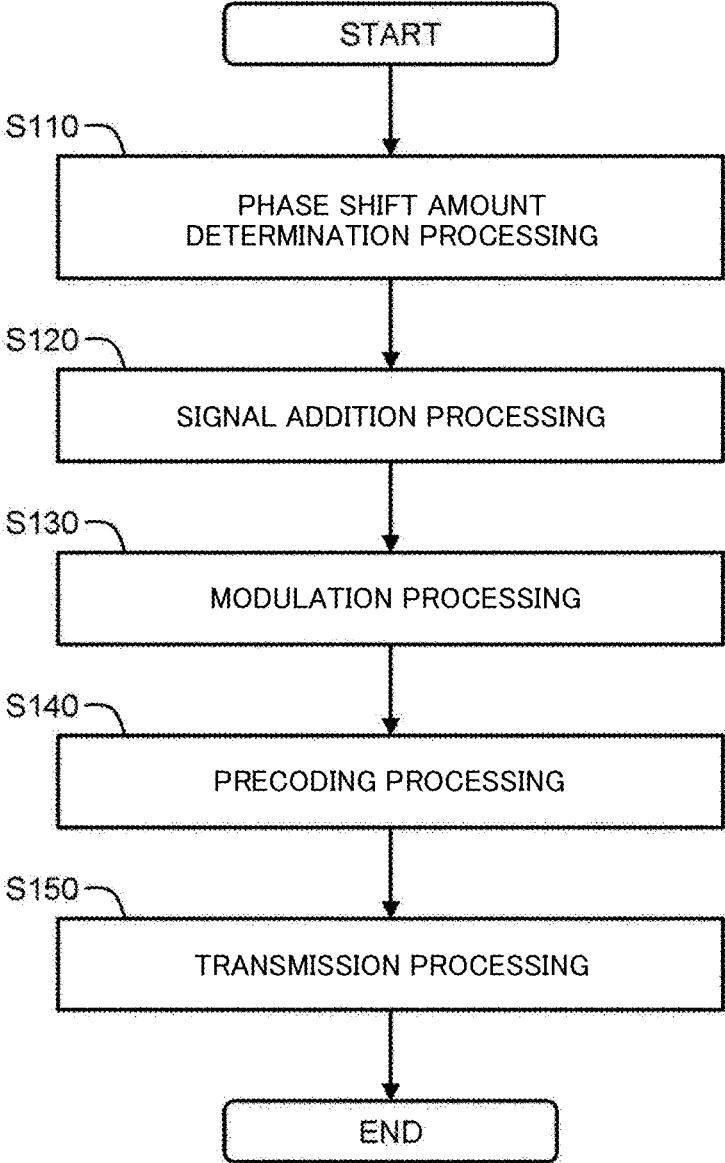 START
S110
PHASE SHIFT AMOUNT
DETERMINATION PROCESSING
S120
SIGNAL ADDITION PROCESSING
S130
MODULATION PROCESSING
S140
PRECODING PROCESSING
S150
TRANSMISSION PROCESSING
END